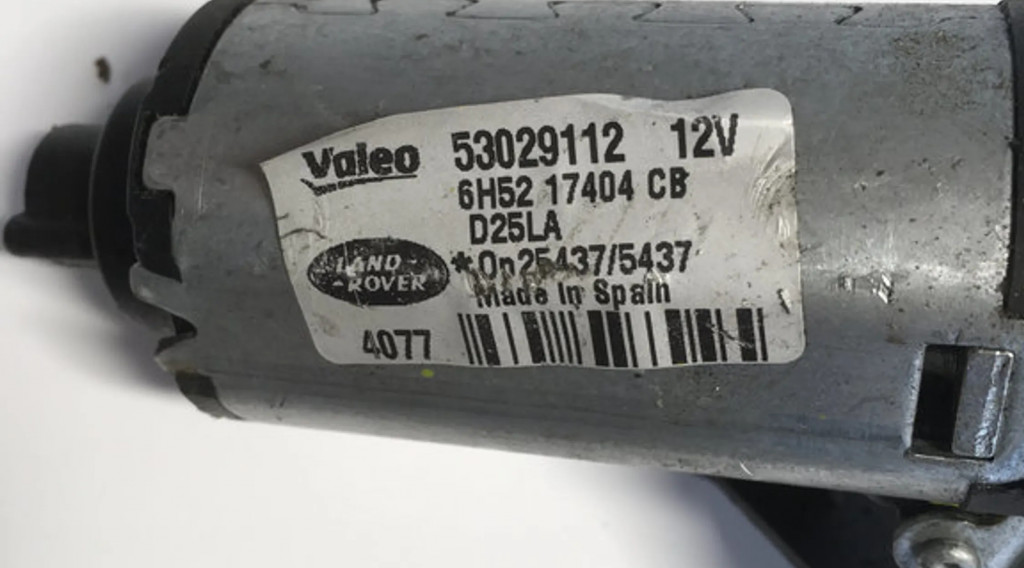 Valeo 53029112 12V
6H52 17404 CB
D25LA
LAND-
-ROVER
*0n25437/5437
Made In Spain
4077